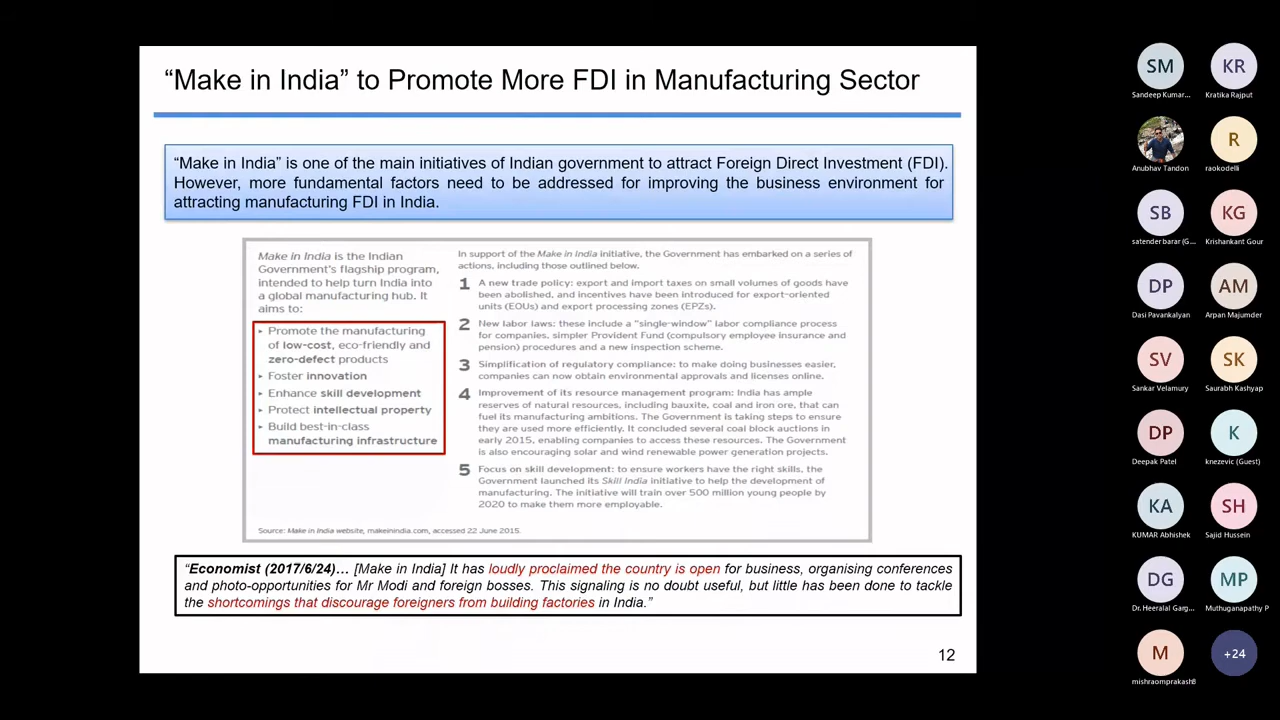 “Make in India” to Promote More FDI in Manufacturing Sector
“Make in India” is one of the main initiatives of Indian government to attract Foreign Direct Investment (FDI).
However, more fundamental factors need to be addressed for improving the business environment for
attracting manufacturing FDI in India.
Make in India is the Indian
Government's flagship program,
intended to help turn India into
a global manufacturing hub. It
aims to:
▸ Promote the manufacturing
of low-cost, eco-friendly and
zero-defect products
▸ Foster innovation
▸ Enhance skill development
▸ Protect intellectual property
▸ Build best-in-class
manufacturing infrastructure
In support of the Make in India initiative, the Government has embarked on a series of
actions, including those outlined below.
1 A new trade policy: export and import taxes on small volumes of goods have
been abolished, and incentives have been introduced for export-oriented
units (EOUs) and export processing zones (EPZs).
2 New labor laws: these include a "single-window" labor compliance process
for companies, simpler Provident Fund (compulsory employee insurance and
pension) procedures and a new inspection scheme.
3 Simplification of regulatory compliance: to make doing businesses easier,
companies can now obtain environmental approvals and licenses online.
4 Improvement of its resource management program: India has ample
reserves of natural resources, including bauxite, coal and iron ore, that can
fuel its manufacturing ambitions. The Government is taking steps to ensure
they are used more efficiently. It concluded several coal block auctions in
early 2015, enabling companies to access these resources. The Government
is also encouraging solar and wind renewable power generation projects.
5 Focus on skill development: to ensure workers have the right skills, the
Government launched its Skill India initiative to help the development of
manufacturing. The initiative will train over 500 million young people by
2020 to make them more employable.
Source: Make in India website, makeinindia.com, accessed 22 June 2015.
“Economist (2017/6/24)… [Make in India] It has loudly proclaimed the country is open for business, organising conferences
and photo-opportunities for Mr Modi and foreign bosses. This signaling is no doubt useful, but little has been done to tackle
the shortcomings that discourage foreigners from building factories in India.”
12
SM KR
Sandeep Kumar... Kratika Rajput
R
Anubhav Tandon raokodelli
SB KG
satender barar (G... Krishankant Gour
DP AM
Dasi Pavankalyan Arpan Majumder
SV SK
Sankar Velamury Saurabh Kashyap
DP K
Deepak Patel knezevic (Guest)
KA SH
KUMAR Abhishek Sajid Hussein
DG MP
Dr. Heeralal Garg... Muthuganapathy P
M +24
mishraomprakash8